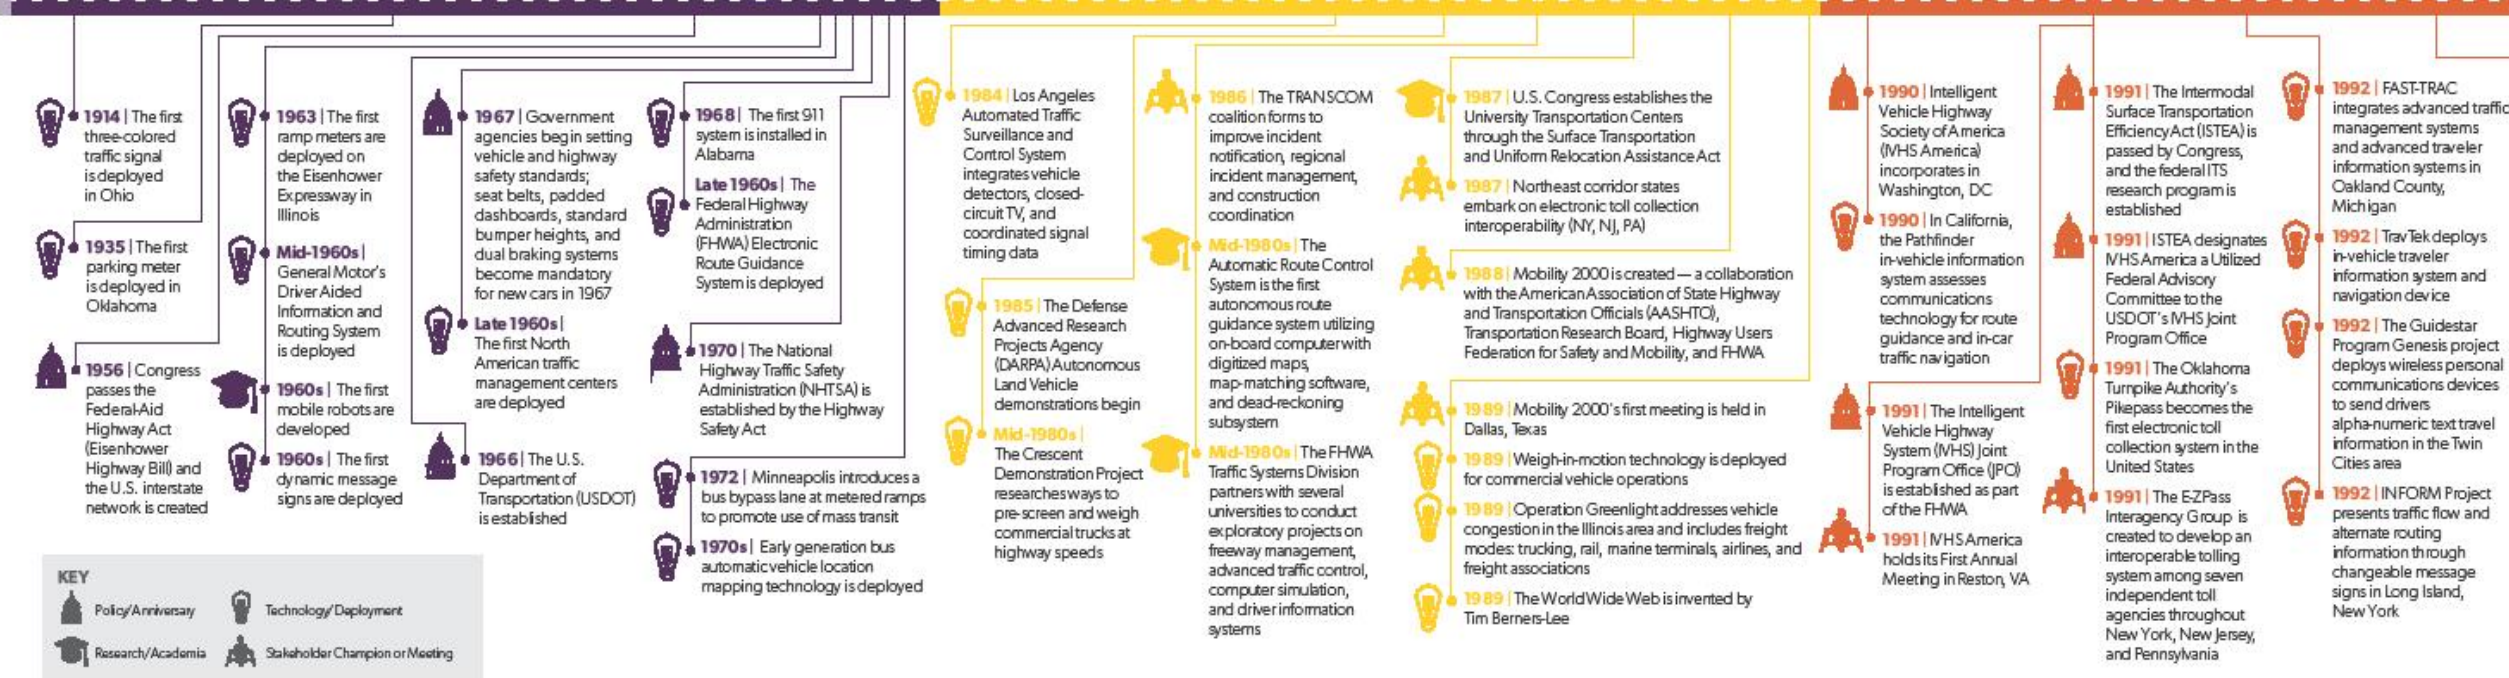 1914 | The first
three-colored
traffic signal
is deployed
in Ohio
1935 | The first
parking meter
is deployed in
Oklahoma
1956 | Congress
passes the
Federal-Aid
Highway Act
(Eisenhower
Highway Bill) and
the U.S. interstate
network is created
1963 | The first
ramp meters are
deployed on
the Eisenhower
Expressway in
Illinois
Mid-1960s |
General Motor's
Driver Aided
Information and
Routing System
is deployed
1960s | The first
mobile robots are
developed
1960s | The first
dynamic message
signs are deployed
1967 | Government
agencies begin setting
vehicle and highway
safety standards;
seat belts, padded
dashboards, standard
bumper heights, and
dual braking systems
become mandatory
for new cars in 1967
Late 1960s |
The first North
American traffic
management centers
are deployed
1966 | The U.S.
Department of
Transportation (USDOT)
is established
1968 | The first 911
system is installed in
Alabama
Late 1960s | The
Federal Highway
Administration
(FHWA) Electronic
Route Guidance
System is deployed
1970 | The National
Highway Traffic Safety
Administration (NHTSA) is
established by the Highway
Safety Act
1972 | Minneapolis introduces a
bus bypass lane at metered ramps
to promote use of mass transit
1970s | Early generation bus
automatic vehicle location
mapping technology is deployed
1984 | Los Angeles
Automated Traffic
Surveillance and
Control System
integrates vehicle
detectors, closed-
circuit TV, and
coordinated signal
timing data
1985 | The Defense
Advanced Research
Projects Agency
(DARPA) Autonomous
Land Vehicle
demonstrations begin
Mid-1980s |
The Crescent
Demonstration Project
researches ways to
pre-screen and weigh
commercial trucks at
highway speeds
1986 | The TRANSCOM
coalition forms to
improve incident
notification, regional
incident management,
and construction
coordination
Mid-1980s | The
Automatic Route Control
System is the first
autonomous route
guidance system utilizing
on-board computer with
digitized maps,
map-matching software,
and dead-reckoning
subsystem
Mid-1980s | The FHWA
Traffic Systems Division
partners with several
universities to conduct
exploratory projects on
freeway management,
advanced traffic control,
computer simulation,
and driver information
systems
1987 | U.S. Congress establishes the
University Transportation Centers
through the Surface Transportation
and Uniform Relocation Assistance Act
1987 | Northeast corridor states
embark on electronic toll collection
interoperability (NY, NJ, PA)
1988 | Mobility 2000 is created — a collaboration
with the American Association of State Highway
and Transportation Officials (AASHTO),
Transportation Research Board, Highway Users
Federation for Safety and Mobility, and FHWA
1989 | Mobility 2000's first meeting is held in
Dallas, Texas
1989 | Weigh-in-motion technology is deployed
for commercial vehicle operations
1989 | Operation Greenlight addresses vehicle
congestion in the Illinois area and includes freight
modes: trucking, rail, marine terminals, airlines, and
freight associations
1989 | The World Wide Web is invented by
Tim Berners-Lee
1990 | Intelligent
Vehicle Highway
Society of America
(IVHS America)
incorporates in
Washington, DC
1990 | In California,
the Pathfinder
in-vehicle information
system assesses
communications
technology for route
guidance and in-car
traffic navigation
1991 | The Intelligent
Vehicle Highway
System (IVHS) Joint
Program Office (JPO)
is established as part
of the FHWA
1991 | IVHS America
holds its First Annual
Meeting in Reston, VA
1991 | The Intermodal
Surface Transportation
Efficiency Act (ISTEA) is
passed by Congress,
and the federal ITS
research program is
established
1991 | ISTEA designates
IVHS America a Utilized
Federal Advisory
Committee to the
USDOT's IVHS Joint
Program Office
1991 | The Oklahoma
Turnpike Authority's
Pikepass becomes the
first electronic toll
collection system in the
United States
1991 | The E-ZPass
Interagency Group is
created to develop an
interoperable tolling
system among seven
independent toll
agencies throughout
New York, New Jersey,
and Pennsylvania
1992 | FAST-TRAC
integrates advanced traffic
management systems
and advanced traveler
information systems in
Oakland County,
Michigan
1992 | TravTek deploys
in-vehicle traveler
information system and
navigation device
1992 | The Guidestar
Program Genesis project
deploys wireless personal
communications devices
to send drivers
alpha-numeric text travel
information in the Twin
Cities area
1992 | INFORM Project
presents traffic flow and
alternate routing
information through
changeable message
signs in Long Island,
New York
KEY
Policy/Anniversary
Technology/Deployment
Research/Academia
Stakeholder Champion or Meeting